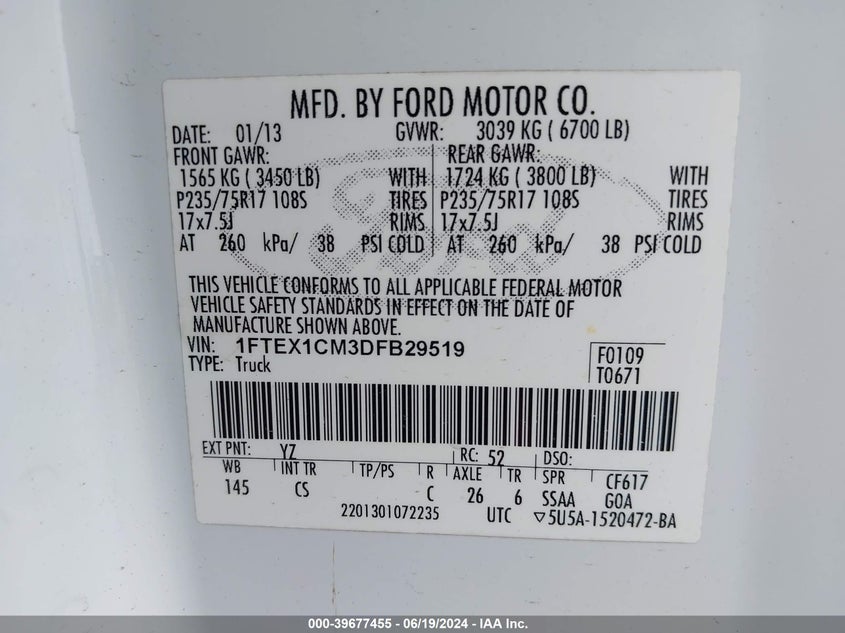 MFD. BY FORD MOTOR CO.
DATE: 01/13 GVWR: 3039 KG ( 6700 LB)
FRONT GAWR: REAR GAWR:
1565 KG ( 3450 LB) WITH 1724 KG ( 3800 LB) WITH
P235/75R17 108S TIRES P235/75R17 108S TIRES
17x7.5J RIMS 17x7.5J RIMS
AT 260 kPa/ 38 PSI COLD AT 260 kPa/ 38 PSI COLD
Ford
THIS VEHICLE CONFORMS TO ALL APPLICABLE FEDERAL MOTOR
VEHICLE SAFETY STANDARDS IN EFFECT ON THE DATE OF
MANUFACTURE SHOWN ABOVE.
VIN: 1FTEX1CM3DFB29519
TYPE: Truck
F0109
T0671
EXT PNT: YZ RC: 52 DSO:
WB INT TR TP/PS R AXLE TR SPR CF617
145 CS C 26 6 SSAA GOA
2201301072235 UTC ▽5U5A-1520472-BA
000-39677455 - 06/19/2024 - IAA Inc.